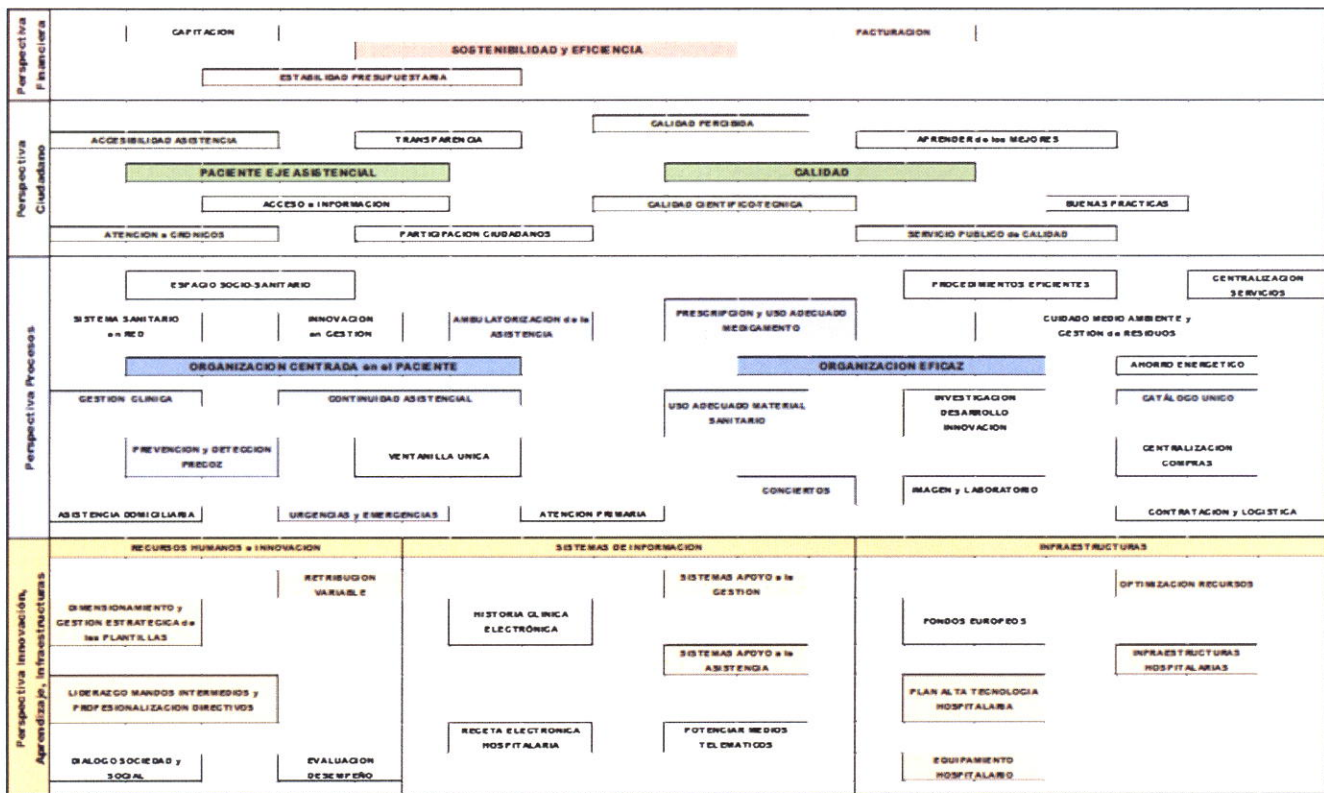 Perspectiva
Financiera
CAPITACION
FACTURACION
SOSTENIBILIDAD y EFICIENCIA
ESTABILIDAD PRESUPUESTARIA
Perspectiva
Ciudadano
CALIDAD PERCIBIDA
ACCESIBILIDAD ASISTENCIA
TRANSPARENCIA
APRENDER de los MEJORES
PACIENTE EJE ASISTENCIAL
CALIDAD
ACCESO a INFORMACION
CALIDAD CIENTIFICO-TECNICA
BUENAS PRACTICAS
ATENCION a CRONICOS
PARTICIPACION CIUDADANOS
SERVICIO PUBLICO de CALIDAD
Perspectiva Procesos
ESPACIO SOCIO-SANITARIO
PROCEDIMIENTOS EFICIENTES
CENTRALIZACION
SERVICIOS
SISTEMA SANITARIO
en RED
INNOVACION
en GESTIÓN
AMBULATORIZACION de la
ASISTENCIA
PRESCRIPCION y USO ADECUADO
MEDICAMENTO
CUIDADO MEDIO AMBIENTE y
GESTIÓN de RESIDUOS
ORGANIZACION CENTRADA en el PACIENTE
ORGANIZACION EFICAZ
AHORRO ENERGETICO
GESTIÓN CLINICA
CONTINUIDAD ASISTENCIAL
USO ADECUADO MATERIAL
SANITARIO
INVESTIGACION
DESARROLLO
INNOVACION
CATÁLOGO UNICO
PREVENCION y DETECCION
PRECOZ
VENTANILLA UNICA
CENTRALIZACION
COMPRAS
CONCIERTOS
IMAGEN y LABORATORIO
ASISTENCIA DOMICILIARIA
URGENCIAS y EMERGENCIAS
ATENCION PRIMARIA
CONTRATACION y LOGISTICA
Perspectiva Innovación,
Aprendizaje, Infraestructuras
RECURSOS HUMANOS e INNOVACION
SISTEMAS DE INFORMACION
INFRAESTRUCTURAS
RETRIBUCION
VARIABLE
SISTEMAS APOYO a la
GESTION
OPTIMIZACION RECURSOS
DIMENSIONAMIENTO y
GESTION ESTRATEGICA de
las PLANTILLAS
HISTORIA CLINICA
ELECTRÓNICA
FONDOS EUROPEOS
SISTEMAS APOYO a la
ASISTENCIA
INFRAESTRUCTURAS
HOSPITALARIAS
LIDERAZGO MANDOS INTERMEDIOS y
PROFESIONALIZACION DIRECTIVOS
PLAN ALTA TECNOLOGIA
HOSPITALARIA
RECETA ELECTRONICA
HOSPITALARIA
POTENCIAR MEDIOS
TELEMATICOS
DIALOGO SOCIEDAD y
SOCIAL
EVALUACION
DESEMPEÑO
EQUIPAMIENTO
HOSPITALARIO